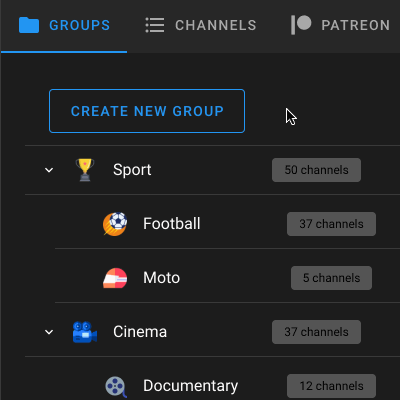 GROUPS CHANNELS PATREON
CREATE NEW GROUP
Sport 50 channels
Football 37 channels
Moto 5 channels
Cinema 37 channels
Documentary 12 channels